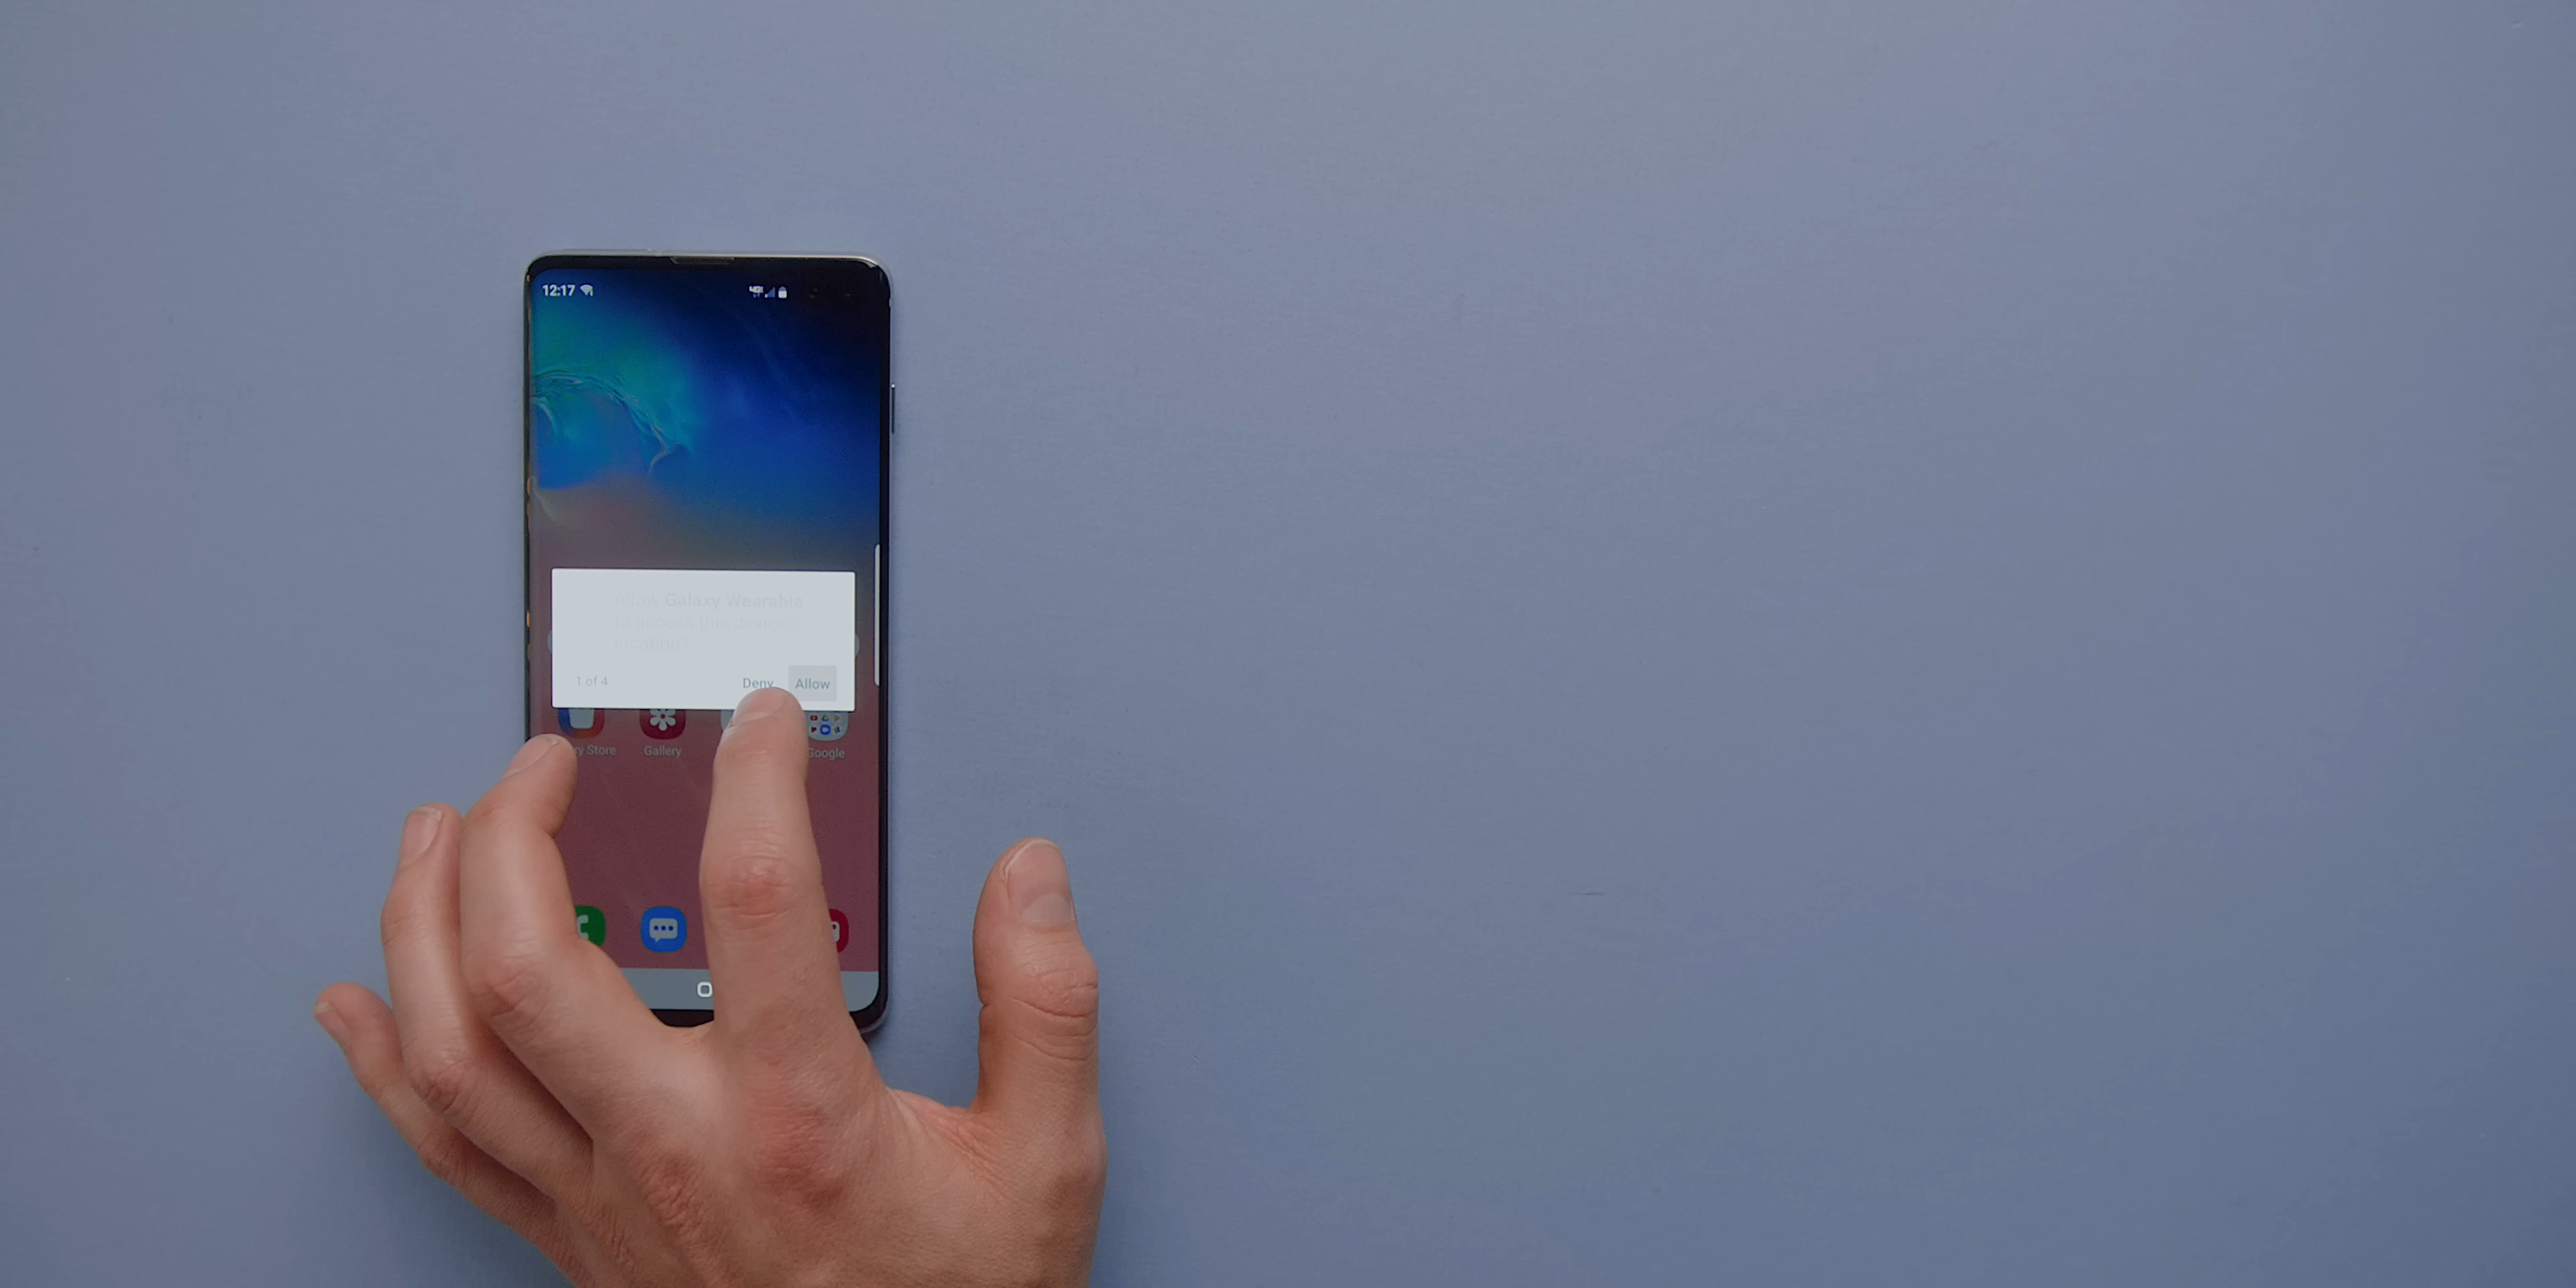 12:17
Allow Galaxy Wearable
to access this device's
location?
1 of 4 Deny Allow
Gallery Google